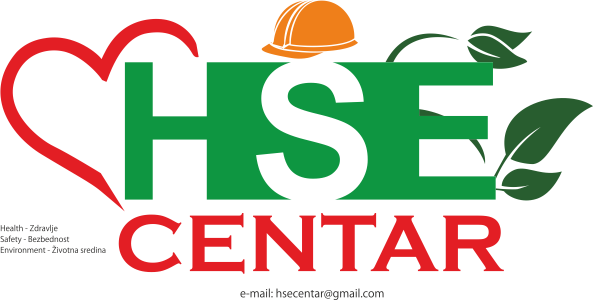 HSE
CENTAR
Health - Zdravlje
Safety - Bezbednost
Environment - Životna sredina
e-mail: hsecentar@gmail.com